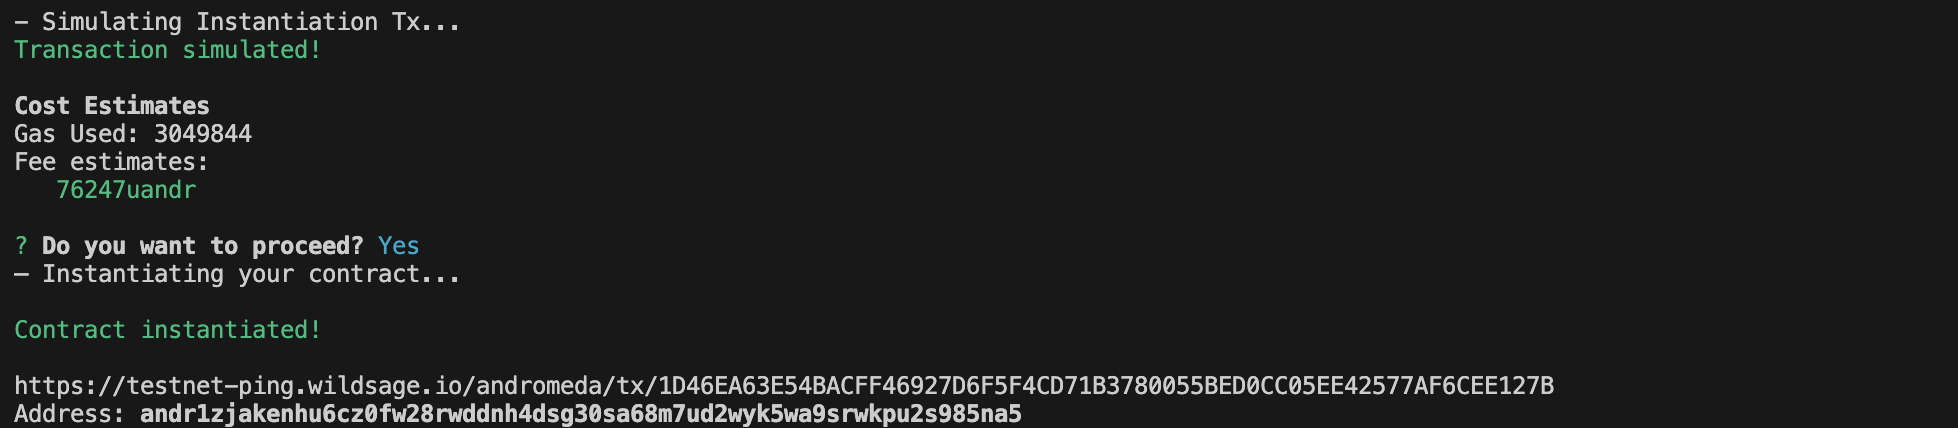 — Simulating Instantiation Tx...
Transaction simulated!
Cost Estimates
Gas Used: 3049844
Fee estimates:
76247uandr
? Do you want to proceed? Yes
— Instantiating your contract...
Contract instantiated!
https://testnet-ping.wildsage.io/andromeda/tx/1D46EA63E54BACFF46927D6F5F4CD71B3780055BED0CC05EE42577AF6CEE127B
Address: andr1zjakenhu6cz0fw28rwddnh4dsg30sa68m7ud2wyk5wa9srwkpu2s985na5